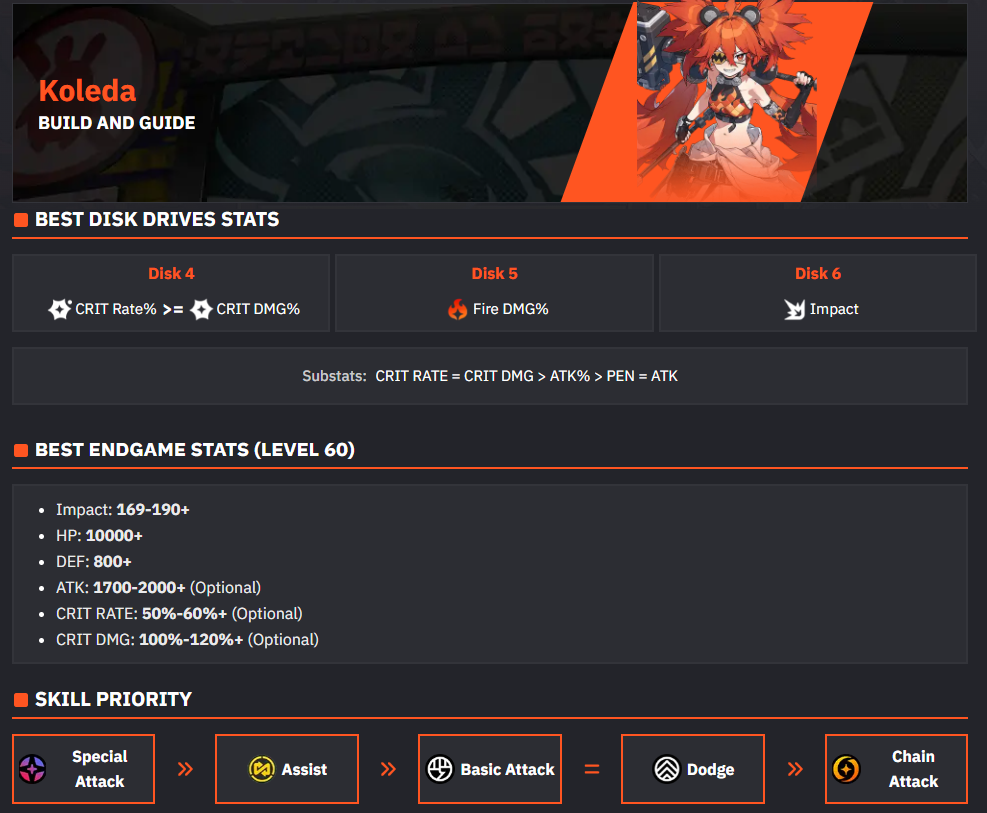 Koleda
BUILD AND GUIDE
BEST DISK DRIVES STATS
Disk 4
CRIT Rate% >= CRIT DMG%
Disk 5
Fire DMG%
Disk 6
Impact
Substats: CRIT RATE = CRIT DMG > ATK% > PEN = ATK
BEST ENDGAME STATS (LEVEL 60)
Impact: 169-190+
HP: 10000+
DEF: 800+
ATK: 1700-2000+ (Optional)
CRIT RATE: 50%-60%+ (Optional)
CRIT DMG: 100%-120%+ (Optional)
SKILL PRIORITY
Special
Attack
Assist
Basic Attack
=
Dodge
Chain
Attack